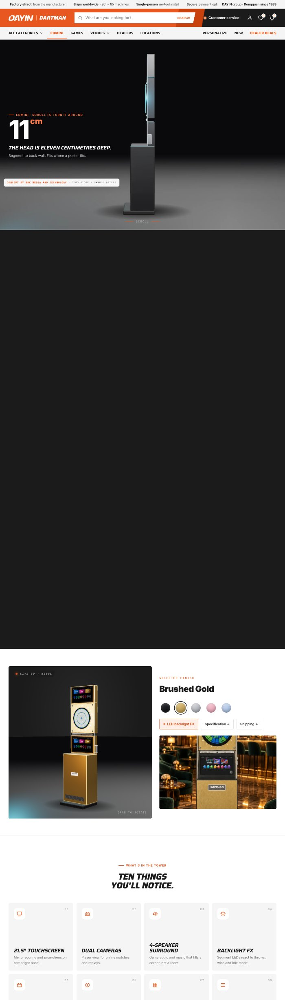 Factory-direct from the manufacturer Ships worldwide · 20' = 85 machines Single-person no-tool install Secure payment opti DAYIN group · Dongguan since 1989
DAYIN | DARTMAN What are you looking for? SEARCH Customer service 0 0
ALL CATEGORIES EDMINI GAMES VENUES DEALERS LOCATIONS PERSONALIZE NEW DEALER DEALS
EDMINI · SCROLL TO TURN IT AROUND
11cm
THE HEAD IS ELEVEN CENTIMETRES DEEP.
Segment to back wall. Fits where a poster fits.
CONCEPT BY BBK MEDIA AND TECHNOLOGY · DEMO STORE · SAMPLE PRICES
SCROLL
LIVE 3D · WEBGL
DRAG TO ROTATE
SELECTED FINISH
Brushed Gold
LED backlight FX Specification ↓ Shipping ↓
DARTMAN
WHAT'S IN THE TOWER
TEN THINGS
YOU'LL NOTICE.
01
21.5" TOUCHSCREEN
Menu, scoring and promotions on
one bright panel.
02
DUAL CAMERAS
Player view for online matches
and replays.
03
4-SPEAKER
SURROUND
Game audio and music that fills a
corner, not a room.
04
BACKLIGHT FX
Segment LEDs react to throws,
wins and idle mode.
05
06
07
08